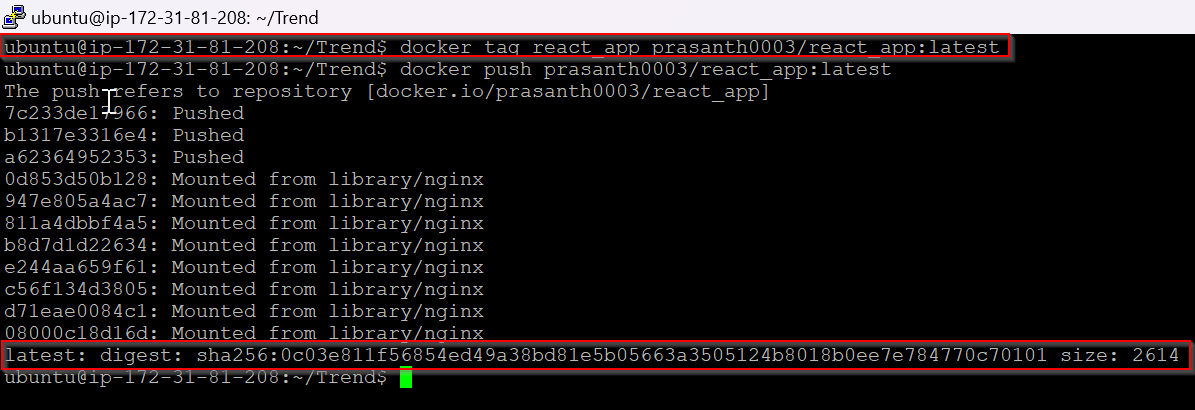 ubuntu@ip-172-31-81-208: ~/Trend
ubuntu@ip-172-31-81-208:~/Trend$ docker tag react_app prasanth0003/react_app:latest
ubuntu@ip-172-31-81-208:~/Trend$ docker push prasanth0003/react_app:latest
The push refers to repository [docker.io/prasanth0003/react_app]
7c233de17966: Pushed
b1317e3316e4: Pushed
a62364952353: Pushed
0d853d50b128: Mounted from library/nginx
947e805a4ac7: Mounted from library/nginx
811a4dbbf4a5: Mounted from library/nginx
b8d7d1d22634: Mounted from library/nginx
e244aa659f61: Mounted from library/nginx
c56f134d3805: Mounted from library/nginx
d71eae0084c1: Mounted from library/nginx
08000c18d16d: Mounted from library/nginx
latest: digest: sha256:0c03e811f56854ed49a38bd81e5b05663a3505124b8018b0ee7e784770c70101 size: 2614
ubuntu@ip-172-31-81-208:~/Trend$